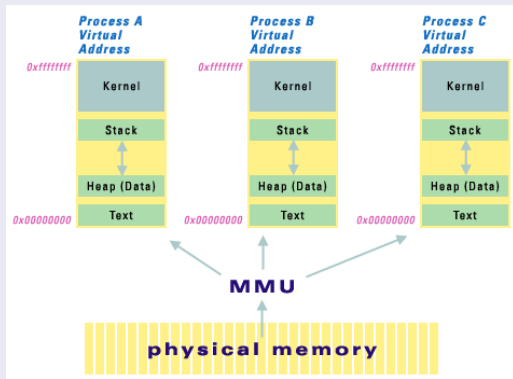 Process A
Virtual
Address
Process B
Virtual
Address
Process C
Virtual
Address
0xffffffff
0xffffffff
0xffffffff
Kernel
Kernel
Kernel
Stack
Stack
Stack
Heap (Data)
Heap (Data)
Heap (Data)
0x00000000
Text
0x00000000
Text
0x00000000
Text
MMU
physical memory